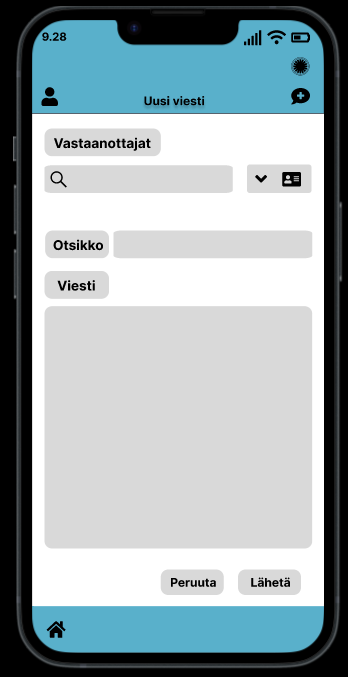 9.28
Uusi viesti
Vastaanottajat
Otsikko
Viesti
Peruuta Lähetä